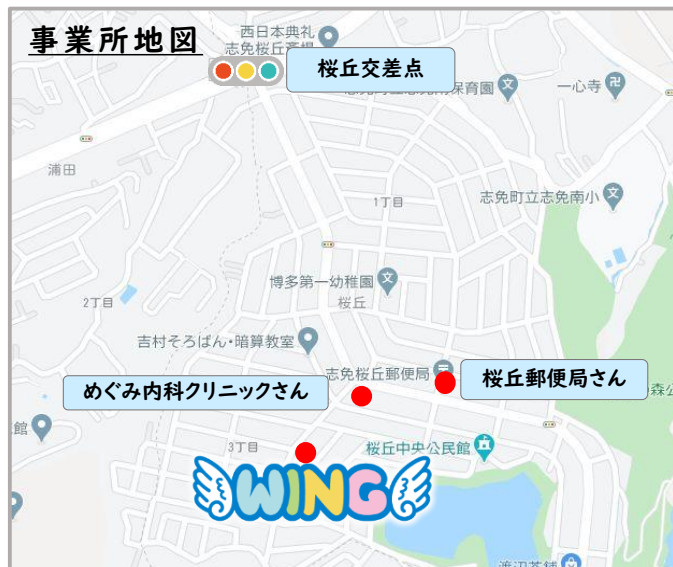 事業所地図
西日本典礼
志免桜丘斎場
桜丘交差点
一心寺
浦田
志免町立志免南小
1丁目
博多第一幼稚園
桜丘
2丁目
吉村そろばん・暗算教室
志免桜丘郵便局
桜丘郵便局さん
めぐみ内科クリニックさん
館
3丁目
桜丘中央公民館
WING
渡辺茶舗